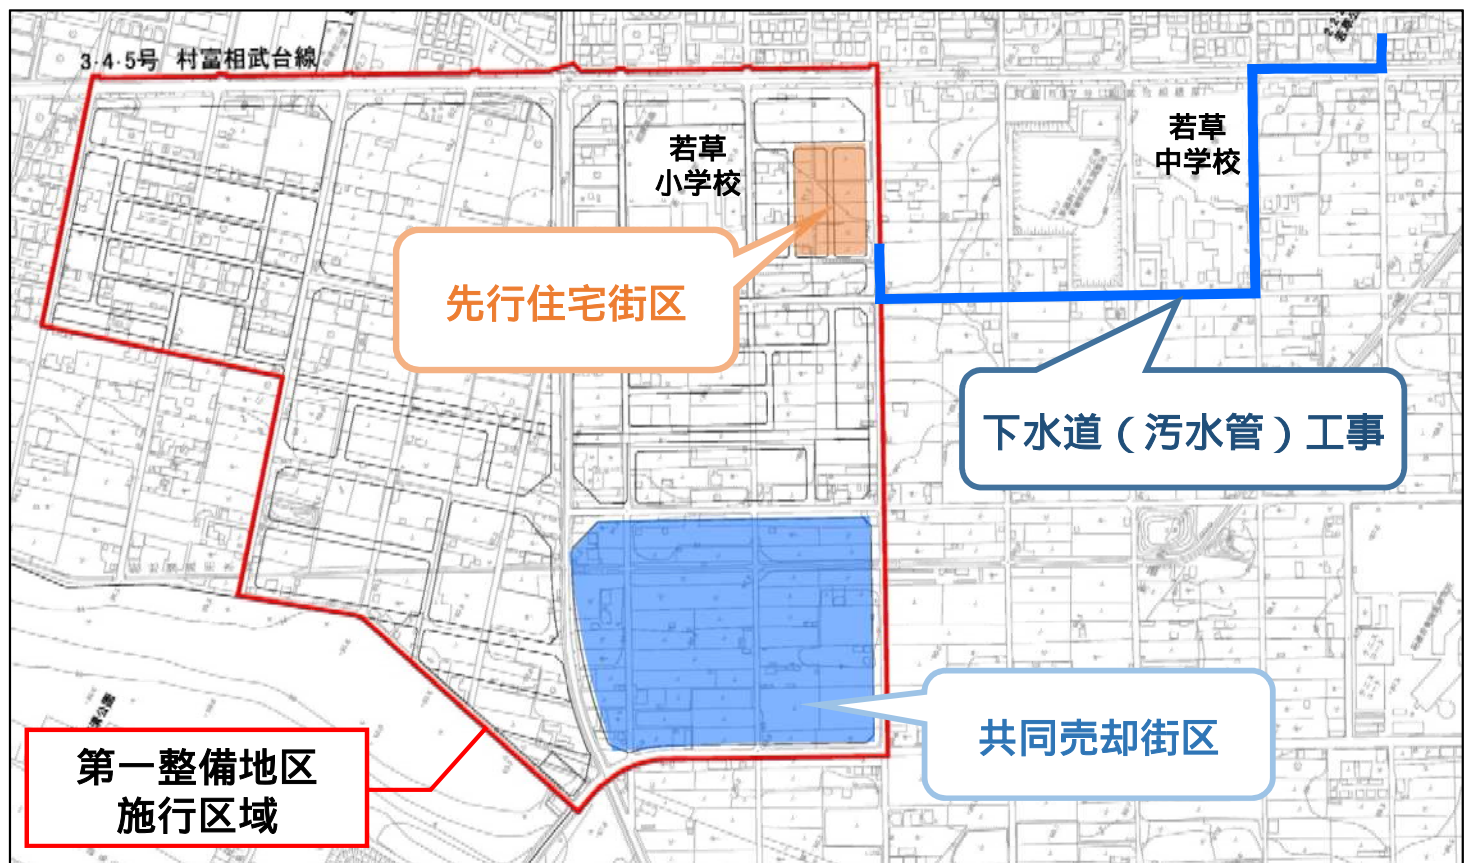 3・4・5号 村富相武台線
若草
小学校
若草
中学校
先行住宅街区
下水道（汚水管）工事
共同売却街区
第一整備地区
施行区域